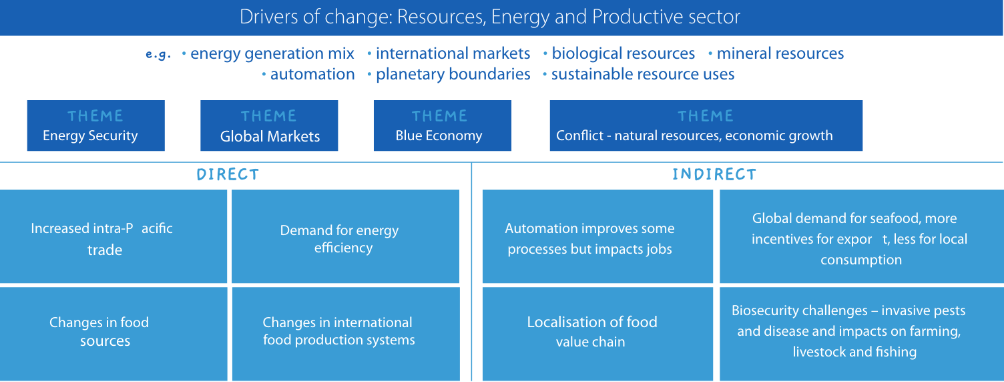 Drivers of change: Resources, Energy and Productive sector
e.g. • energy generation mix • international markets • biological resources • mineral resources
• automation • planetary boundaries • sustainable resource uses
THEME
Energy Security
THEME
Global Markets
THEME
Blue Economy
THEME
Conflict - natural resources, economic growth
DIRECT
INDIRECT
Increased intra-P acific
trade
Demand for energy
efficiency
Automation improves some
processes but impacts jobs
Global demand for seafood, more
incentives for expor t, less for local
consumption
Changes in food
sources
Changes in international
food production systems
Localisation of food
value chain
Biosecurity challenges – invasive pests
and disease and impacts on farming,
livestock and fishing